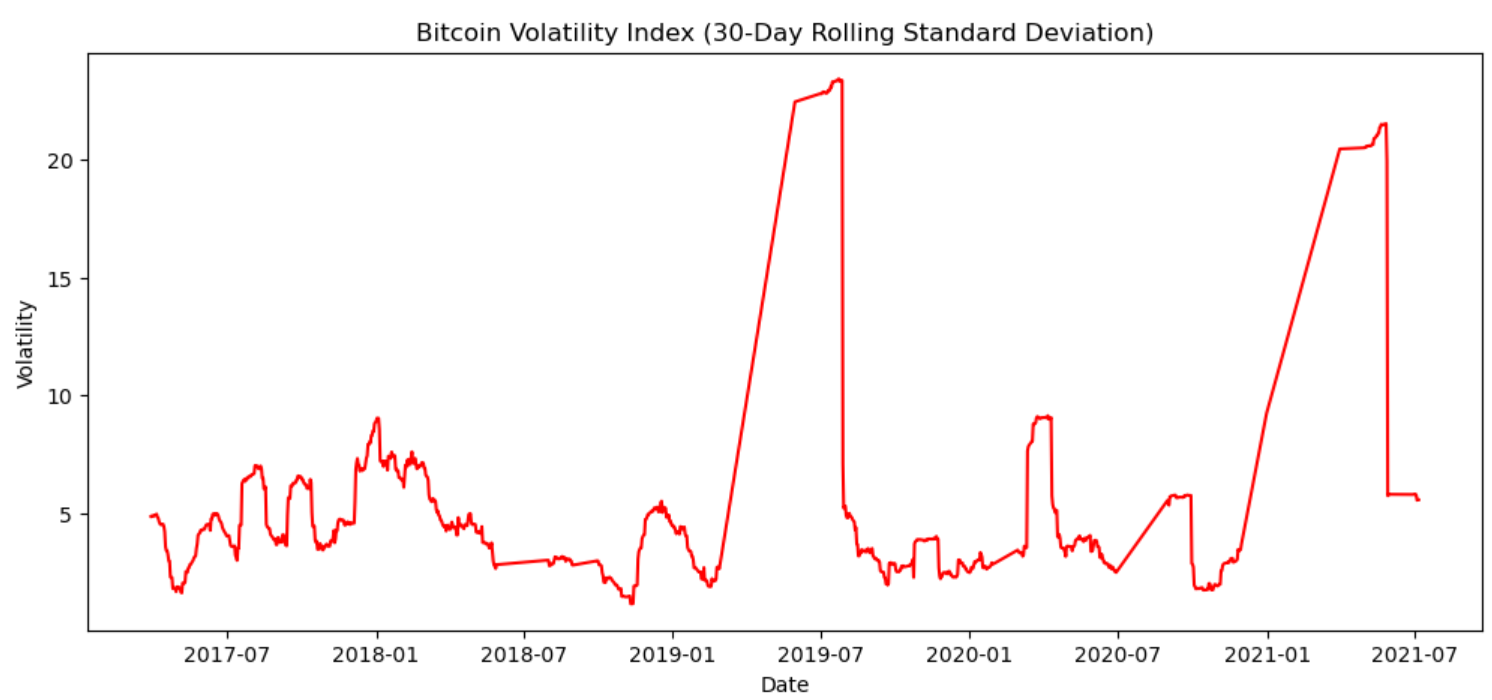 Bitcoin Volatility Index (30-Day Rolling Standard Deviation)
Volatility
20
15
10
5
2017-07 2018-01 2018-07 2019-01 2019-07 2020-01 2020-07 2021-01 2021-07
Date